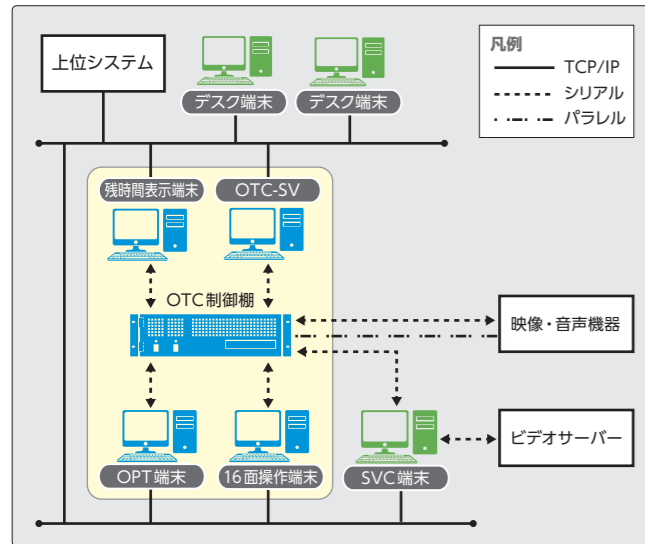 上位システム
デスク端末
デスク端末
凡例
TCP/IP
シリアル
パラレル
残時間表示端末
OTC-SV
OTC制御棚
映像・音声機器
ビデオサーバー
OPT端末
16面操作端末
SVC端末